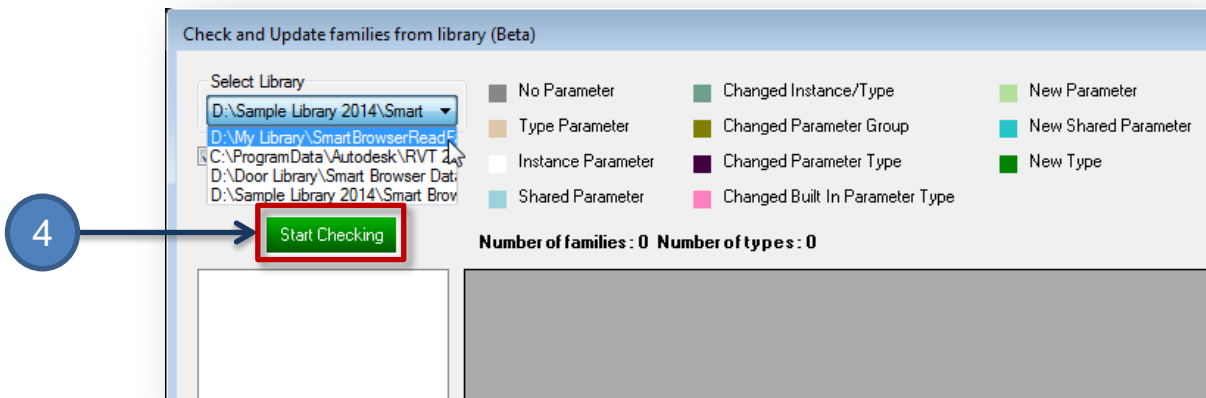 Check and Update families from library (Beta)
Select Library
D:\Sample Library 2014\Smart
D:\My Library\SmartBrowserRead
C:\ProgramData\Autodesk\RVT 2
D:\Door Library\Smart Browser Data
D:\Sample Library 2014\Smart Brow
No Parameter
Type Parameter
Instance Parameter
Shared Parameter
Changed Instance/Type
Changed Parameter Group
Changed Parameter Type
Changed Built In Parameter Type
New Parameter
New Shared Parameter
New Type
4
Start Checking
Number of families : 0 Number of types : 0